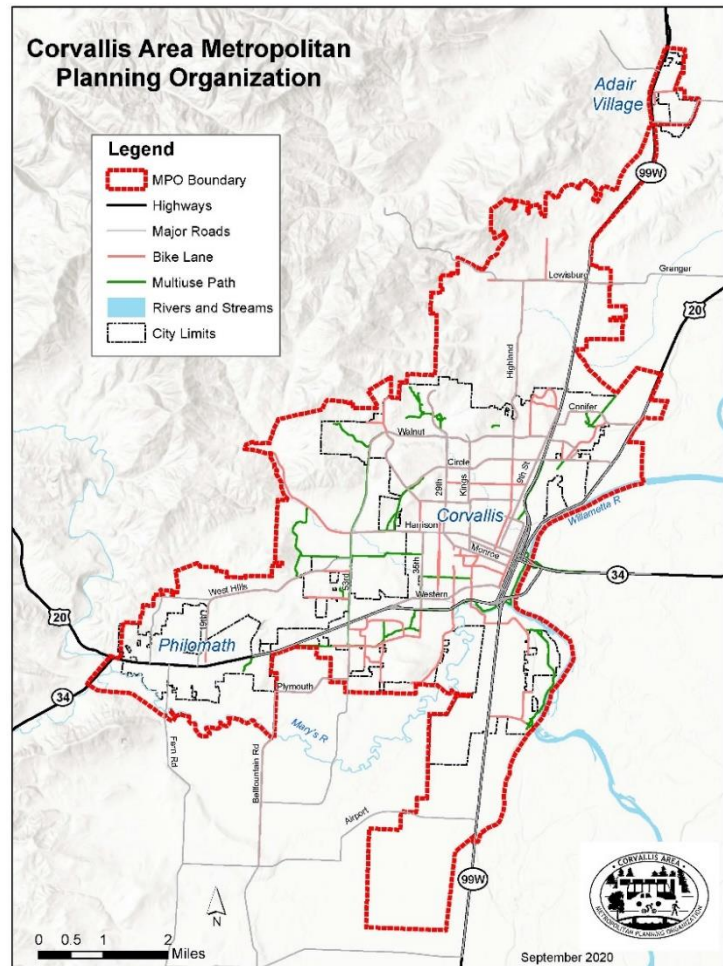 Corvallis Area Metropolitan
Planning Organization
Adair
Village
Legend
MPO Boundary
Highways
Major Roads
Bike Lane
Multiuse Path
Rivers and Streams
City Limits
99W
Lewisburg
Granger
20
Highland
Conifer
Walnut
Circle
29th
Kings
9th St
Corvallis
Harrison
Willamette R
Monroe
35th
34
53rd
Western
West Hills
19th
20
Philomath
34
Plymouth
Mary's R
Fern Rd
Bellfountain Rd
Airport
99W
N
0 0.5 1 2
Miles
CORVALLIS AREA
METROPOLITAN PLANNING ORGANIZATION
September 2020